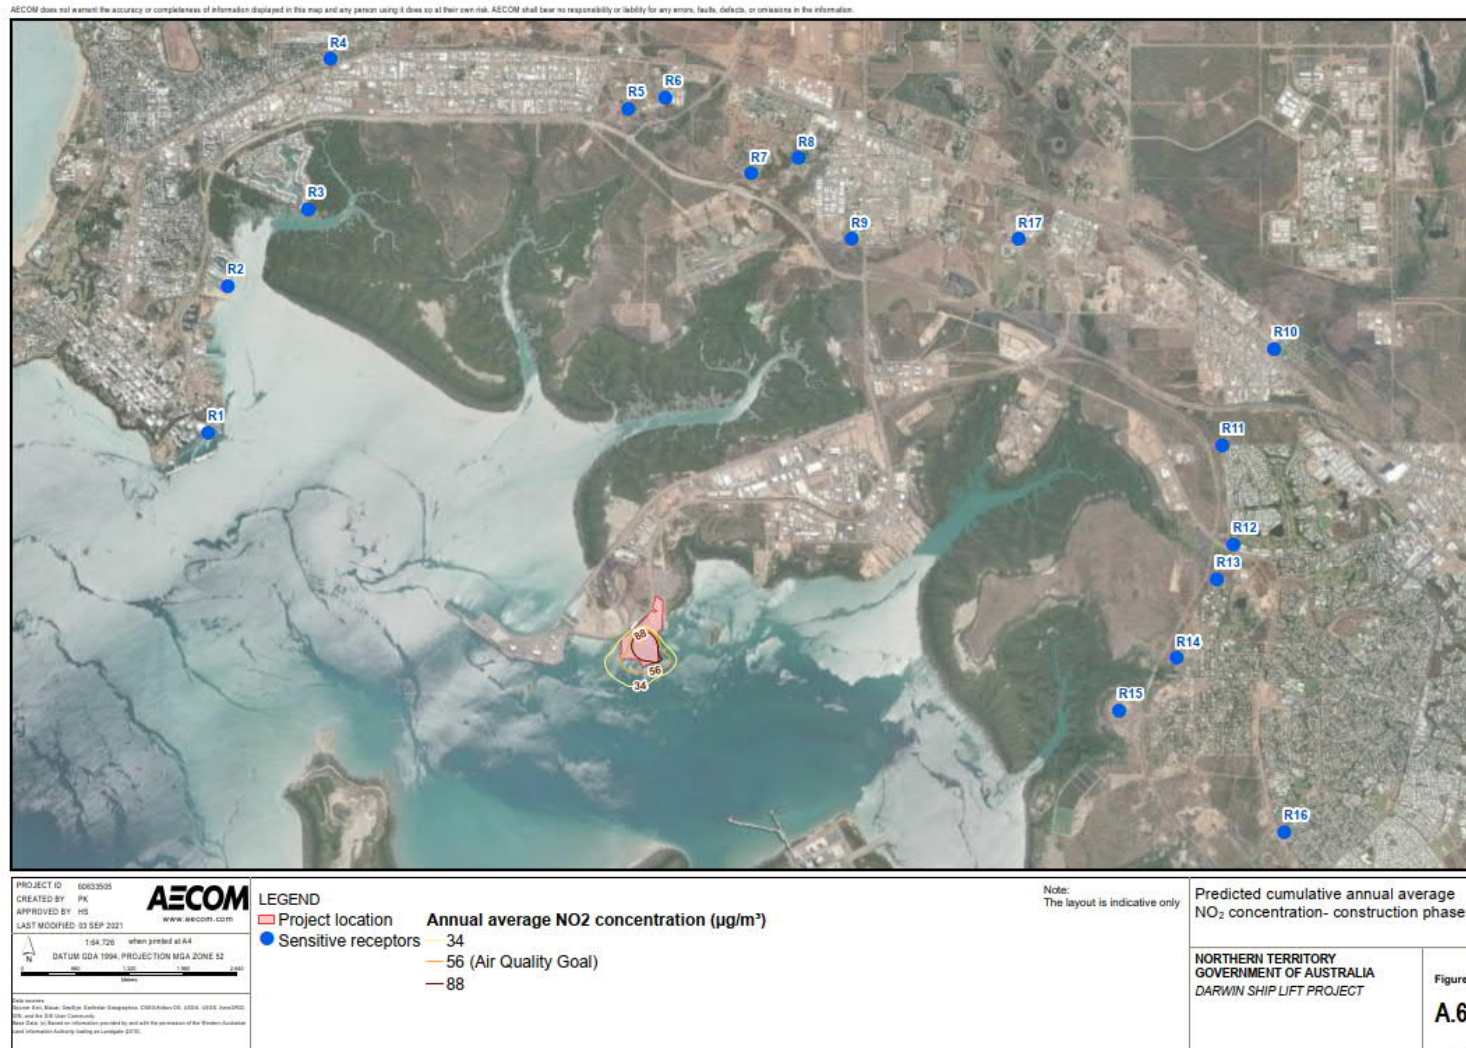 AECOM does not warrant the accuracy or completeness of information displayed in this map and any person using it does so at their own risk. AECOM shall bear no responsibility or liability for any errors, faults, defects, or omissions in the information.
R4
R6
R5
R8
R7
R3
R9
R17
R2
R10
R1
R11
R12
R13
88
R14
56
34
R15
R16
PROJECT ID 60633505
CREATED BY PK
APPROVED BY HS
LAST MODIFIED 03 SEP 2021
AECOM
www.aecom.com
1:64,726 when printed at A4
N
DATUM GDA 1994, PROJECTION MGA ZONE 52
Meters
LEGEND
Project location
Sensitive receptors
Annual average NO2 concentration (µg/m³)
34
56 (Air Quality Goal)
88
Note:
The layout is indicative only
Predicted cumulative annual average
NO₂ concentration- construction phase
NORTHERN TERRITORY
GOVERNMENT OF AUSTRALIA
DARWIN SHIP LIFT PROJECT
Figure
A.6